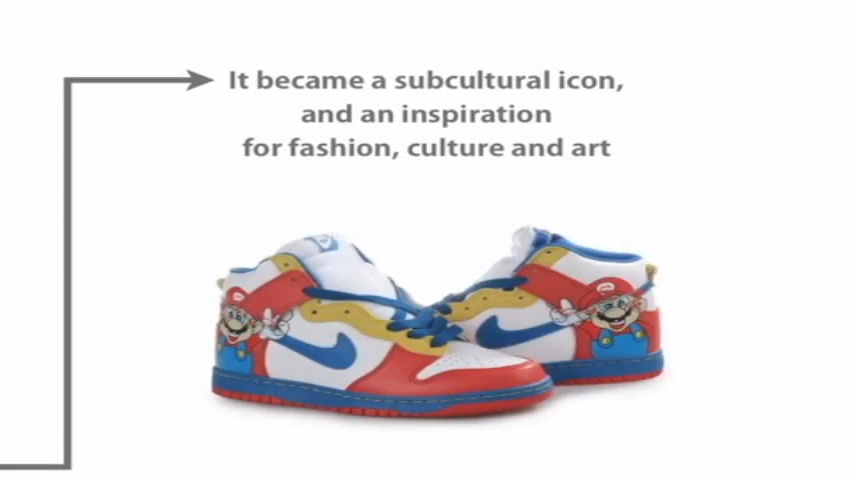 It became a subcultural icon,
and an inspiration
for fashion, culture and art